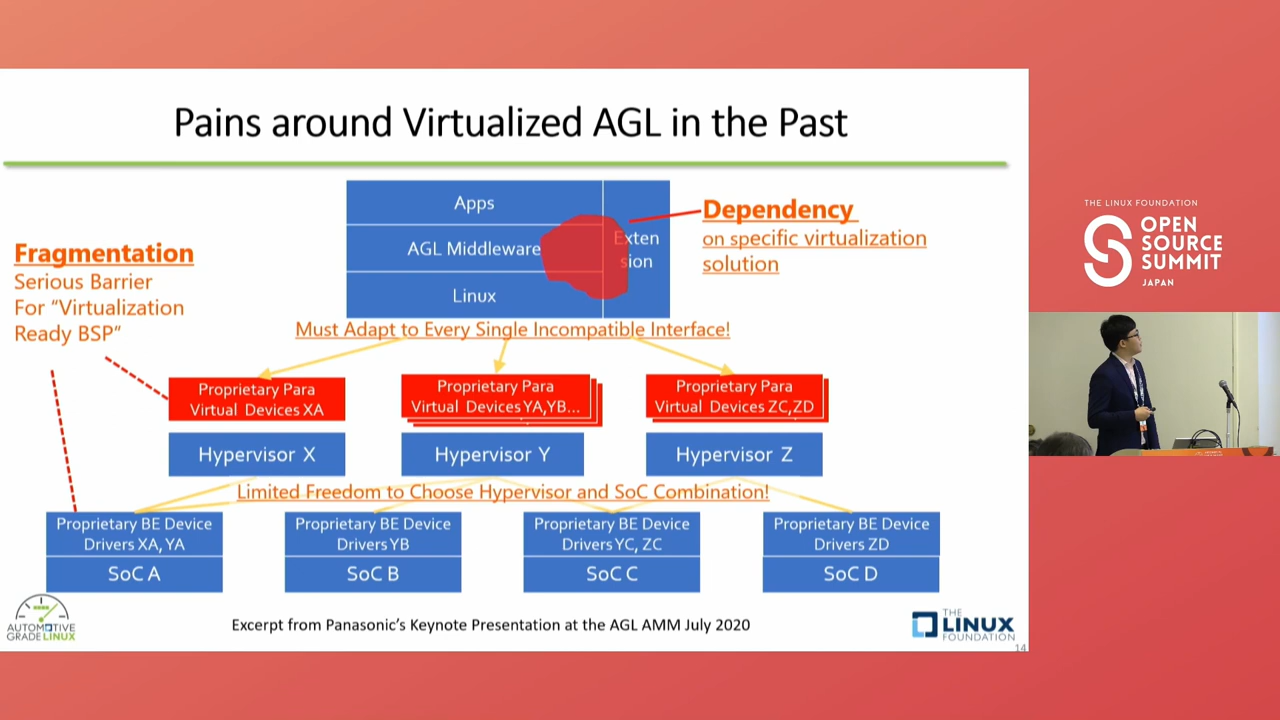 Pains around Virtualized AGL in the Past
Apps
AGL Middleware
Linux
Exten
sion
Dependency
on specific virtualization
solution
Fragmentation
Serious Barrier
For “Virtualization
Ready BSP”
Must Adapt to Every Single Incompatible Interface!
Proprietary Para
Virtual Devices XA
Proprietary Para
Virtual Devices YA,YB...
Proprietary Para
Virtual Devices ZC,ZD
Hypervisor X
Hypervisor Y
Hypervisor Z
Limited Freedom to Choose Hypervisor and SoC Combination!
Proprietary BE Device
Drivers XA, YA
SoC A
Proprietary BE Device
Drivers YB
SoC B
Proprietary BE Device
Drivers YC, ZC
SoC C
Proprietary BE Device
Drivers ZD
SoC D
AUTOMOTIVE
GRADE LINUX
Excerpt from Panasonic’s Keynote Presentation at the AGL AMM July 2020
THE
LINUX
FOUNDATION
14
THE LINUX FOUNDATION
OPEN
SOURCE
SUMMIT
JAPAN